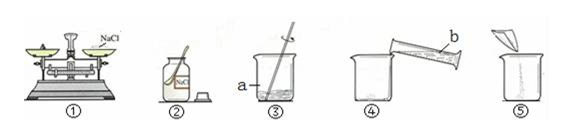 NaCl
NaCl
a
b
① ② ③ ④ ⑤